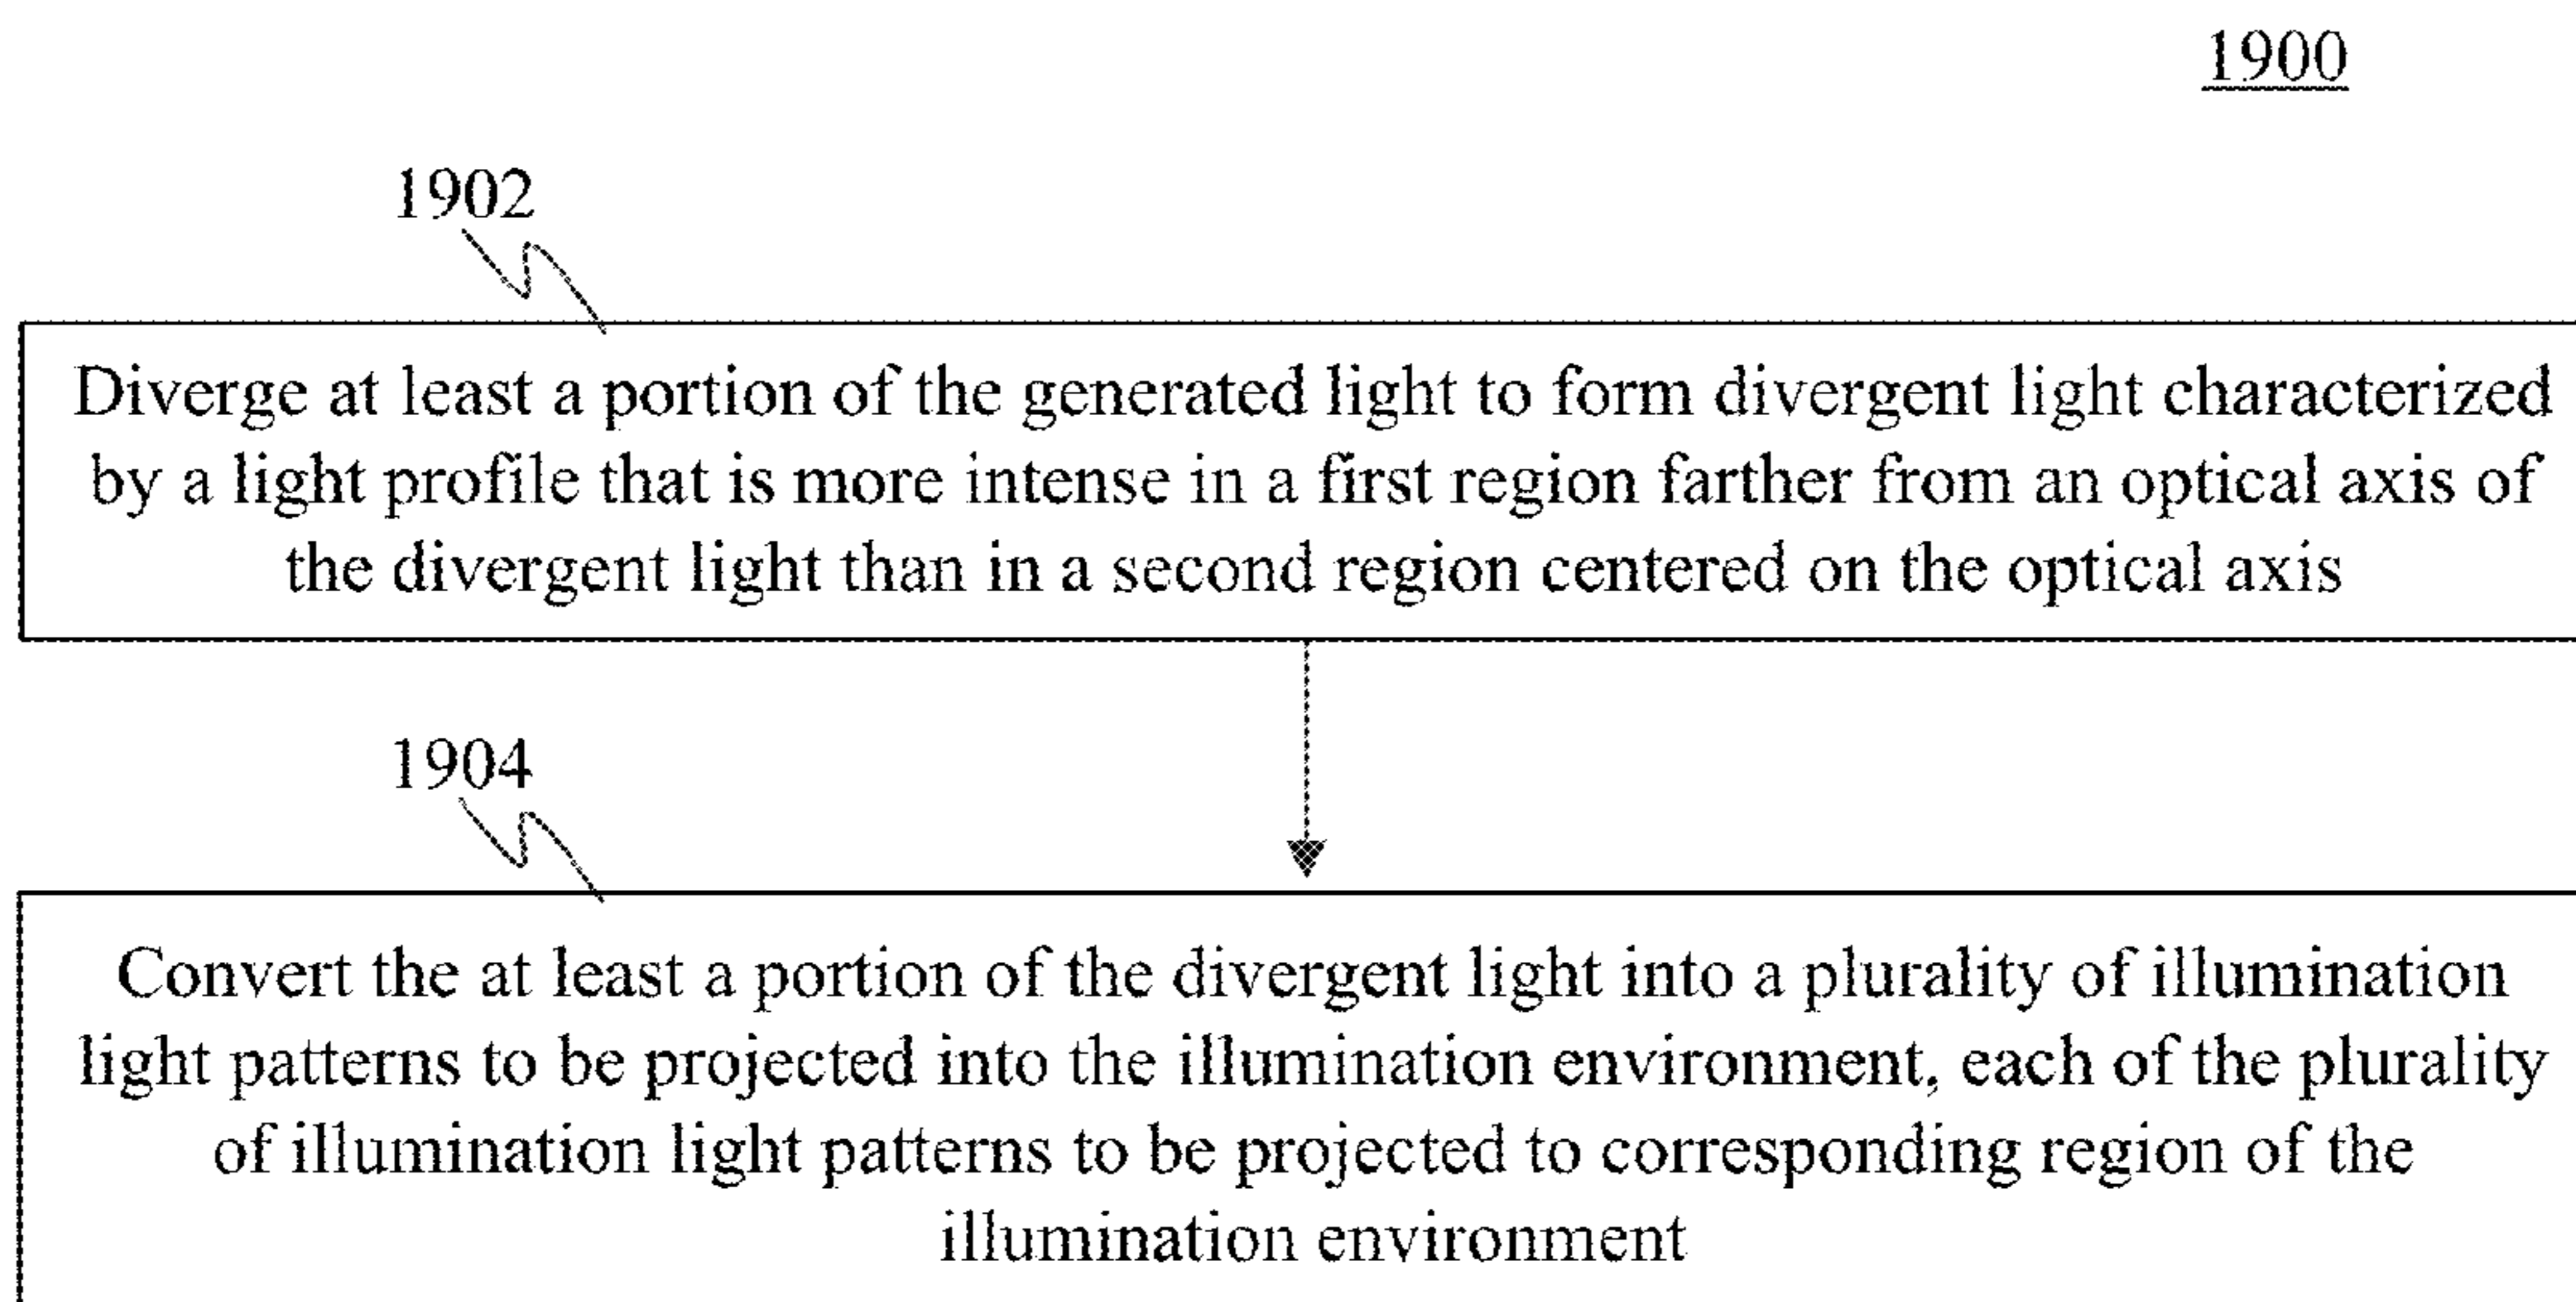 1900
1902
Diverge at least a portion of the generated light to form divergent light characterized
by a light profile that is more intense in a first region farther from an optical axis of
the divergent light than in a second region centered on the optical axis
1904
Convert the at least a portion of the divergent light into a plurality of illumination
light patterns to be projected into the illumination environment, each of the plurality
of illumination light patterns to be projected to corresponding region of the
illumination environment